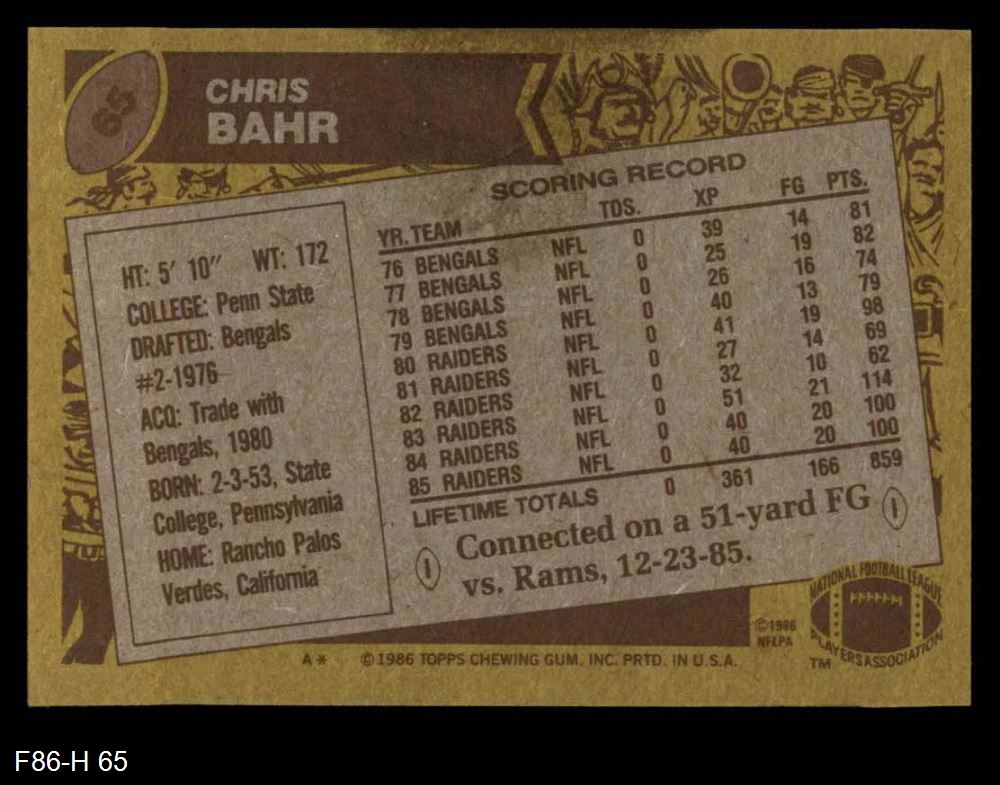 65
CHRIS
BAHR
HT: 5' 10" WT: 172
COLLEGE: Penn State
DRAFTED: Bengals
#2-1976
ACQ: Trade with
Bengals, 1980
BORN: 2-3-53, State
College, Pennsylvania
HOME: Rancho Palos
Verdes, California
SCORING RECORD
YR. TEAM TDS. XP FG PTS.
76 BENGALS NFL 0 39 14 81
77 BENGALS NFL 0 25 19 82
78 BENGALS NFL 0 26 16 74
79 BENGALS NFL 0 40 13 79
80 RAIDERS NFL 0 41 19 98
81 RAIDERS NFL 0 27 14 69
82 RAIDERS NFL 0 32 10 62
83 RAIDERS NFL 0 51 21 114
84 RAIDERS NFL 0 40 20 100
85 RAIDERS NFL 0 40 20 100
LIFETIME TOTALS 0 361 166 859
Connected on a 51-yard FG
vs. Rams, 12-23-85.
©1986
NFLPA
NATIONAL FOOTBALL LEAGUE
PLAYERS ASSOCIATION
TM
A* ©1986 TOPPS CHEWING GUM, INC. PRTD. IN U.S.A.
F86-H 65